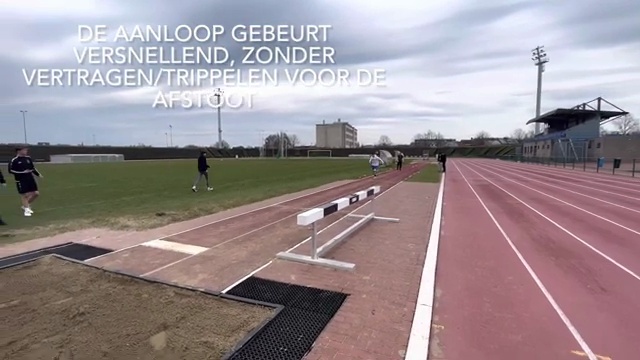 DE AANLOOP GEBEURT
VERSNELLEND, ZONDER
VERTRAGEN/TRIPPELEN VOOR DE
AFSTOOT